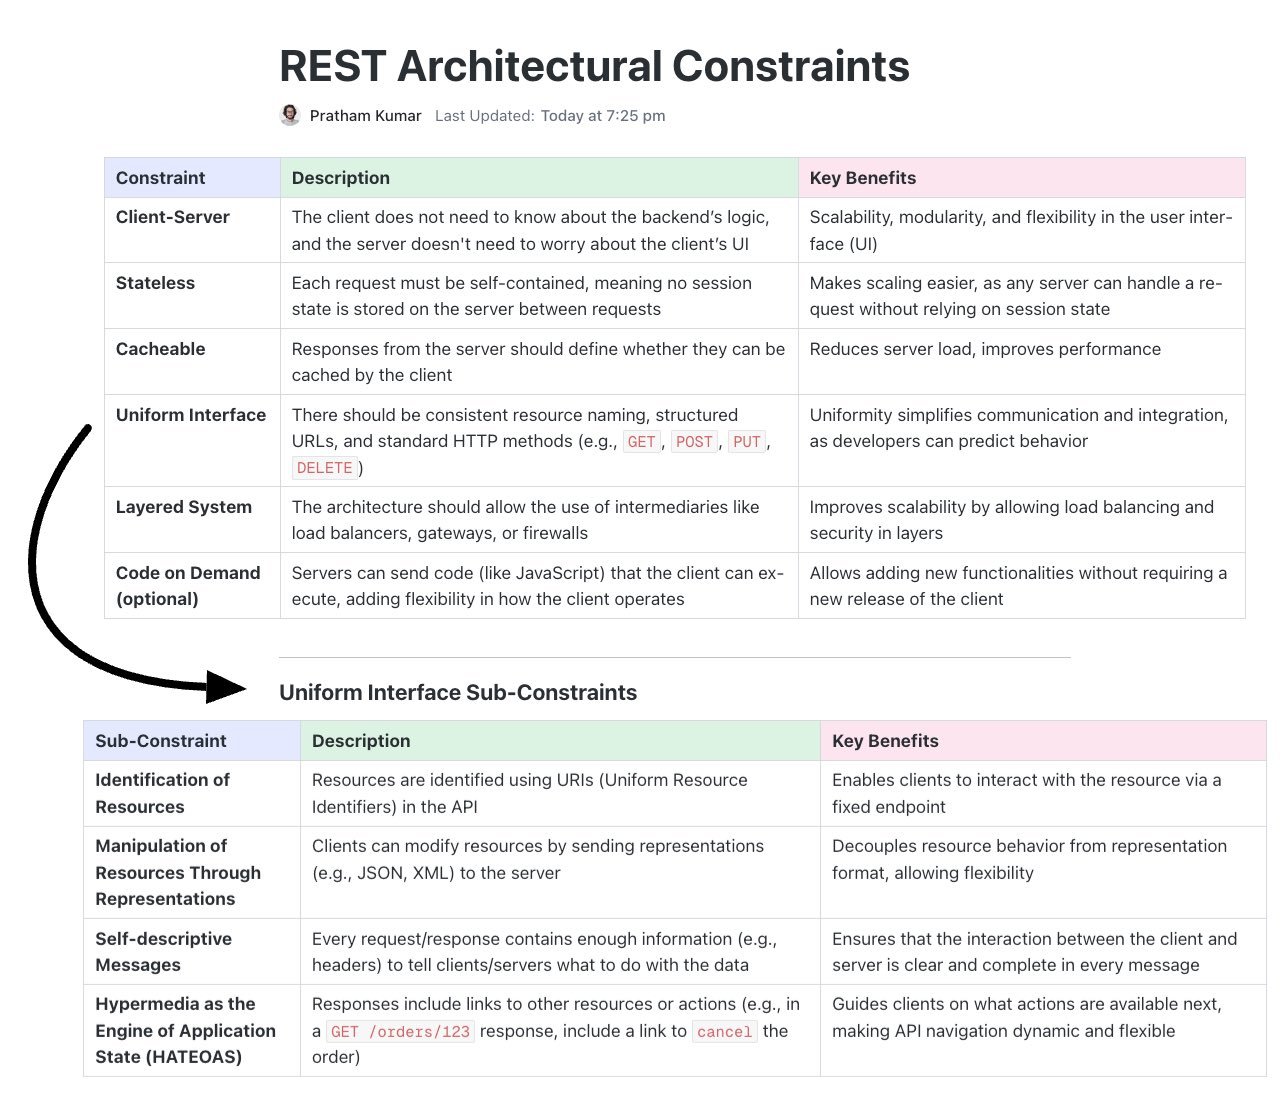 REST Architectural Constraints
Pratham Kumar Last Updated: Today at 7:25 pm
Constraint Description Key Benefits
Client-Server
The client does not need to know about the backend’s logic,
and the server doesn't need to worry about the client’s UI
Scalability, modularity, and flexibility in the user inter-
face (UI)
Stateless
Each request must be self-contained, meaning no session
state is stored on the server between requests
Makes scaling easier, as any server can handle a re-
quest without relying on session state
Cacheable
Responses from the server should define whether they can be
cached by the client
Reduces server load, improves performance
Uniform Interface
There should be consistent resource naming, structured
URLs, and standard HTTP methods (e.g., GET, POST, PUT,
DELETE)
Uniformity simplifies communication and integration,
as developers can predict behavior
Layered System
The architecture should allow the use of intermediaries like
load balancers, gateways, or firewalls
Improves scalability by allowing load balancing and
security in layers
Code on Demand
(optional)
Servers can send code (like JavaScript) that the client can ex-
ecute, adding flexibility in how the client operates
Allows adding new functionalities without requiring a
new release of the client
Uniform Interface Sub-Constraints
Sub-Constraint Description Key Benefits
Identification of
Resources
Resources are identified using URIs (Uniform Resource
Identifiers) in the API
Enables clients to interact with the resource via a
fixed endpoint
Manipulation of
Resources Through
Representations
Clients can modify resources by sending representations
(e.g., JSON, XML) to the server
Decouples resource behavior from representation
format, allowing flexibility
Self-descriptive
Messages
Every request/response contains enough information (e.g.,
headers) to tell clients/servers what to do with the data
Ensures that the interaction between the client and
server is clear and complete in every message
Hypermedia as the
Engine of Application
State (HATEOAS)
Responses include links to other resources or actions (e.g., in
a GET /orders/123 response, include a link to cancel the
order)
Guides clients on what actions are available next,
making API navigation dynamic and flexible